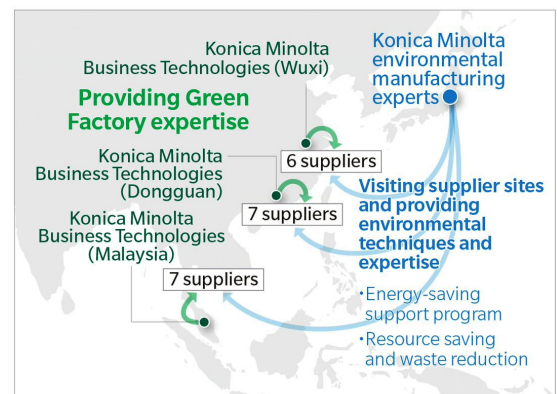 Konica Minolta
Business Technologies (Wuxi)
Providing Green
Factory expertise
Konica Minolta
environmental
manufacturing
experts
6 suppliers
Konica Minolta
Business Technologies
(Dongguan)
7 suppliers
Konica Minolta
Business Technologies
(Malaysia)
7 suppliers
Visiting supplier sites
and providing
environmental
techniques and
expertise
・Energy-saving
support program
・Resource saving
and waste reduction